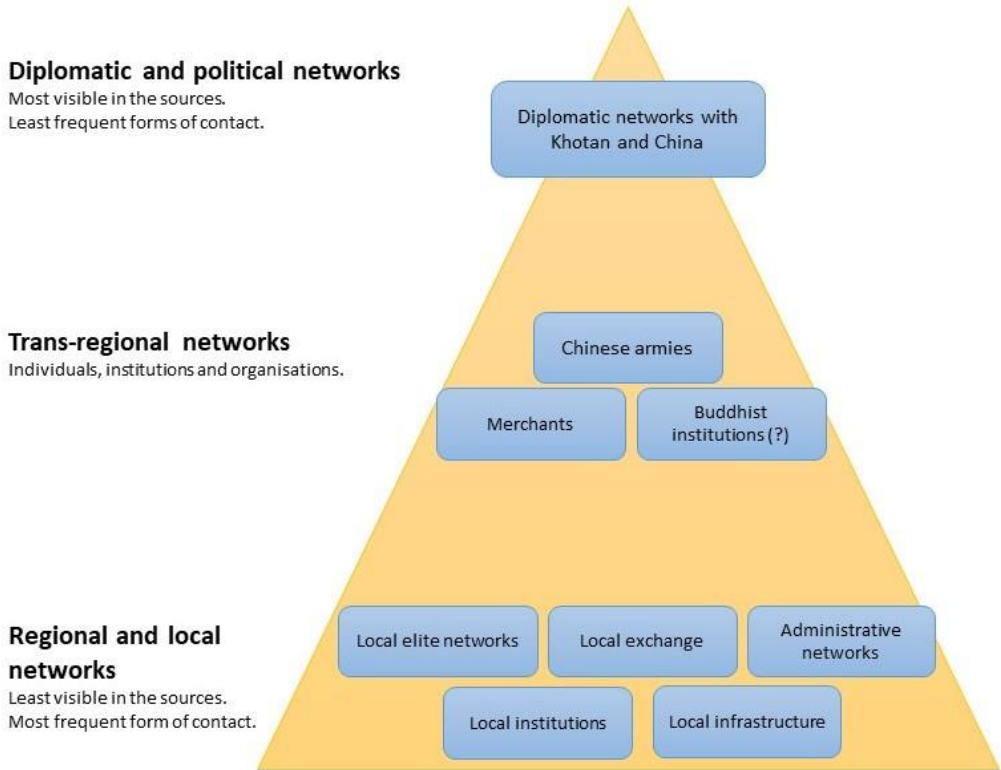 Diplomatic and political networks
Most visible in the sources.
Least frequent forms of contact.
Diplomatic networks with
Khotan and China
Trans-regional networks
Individuals, institutions and organisations.
Chinese armies
Merchants
Buddhist
institutions (?)
Regional and local
networks
Least visible in the sources.
Most frequent form of contact.
Local elite networks
Local exchange
Administrative
networks
Local institutions
Local infrastructure